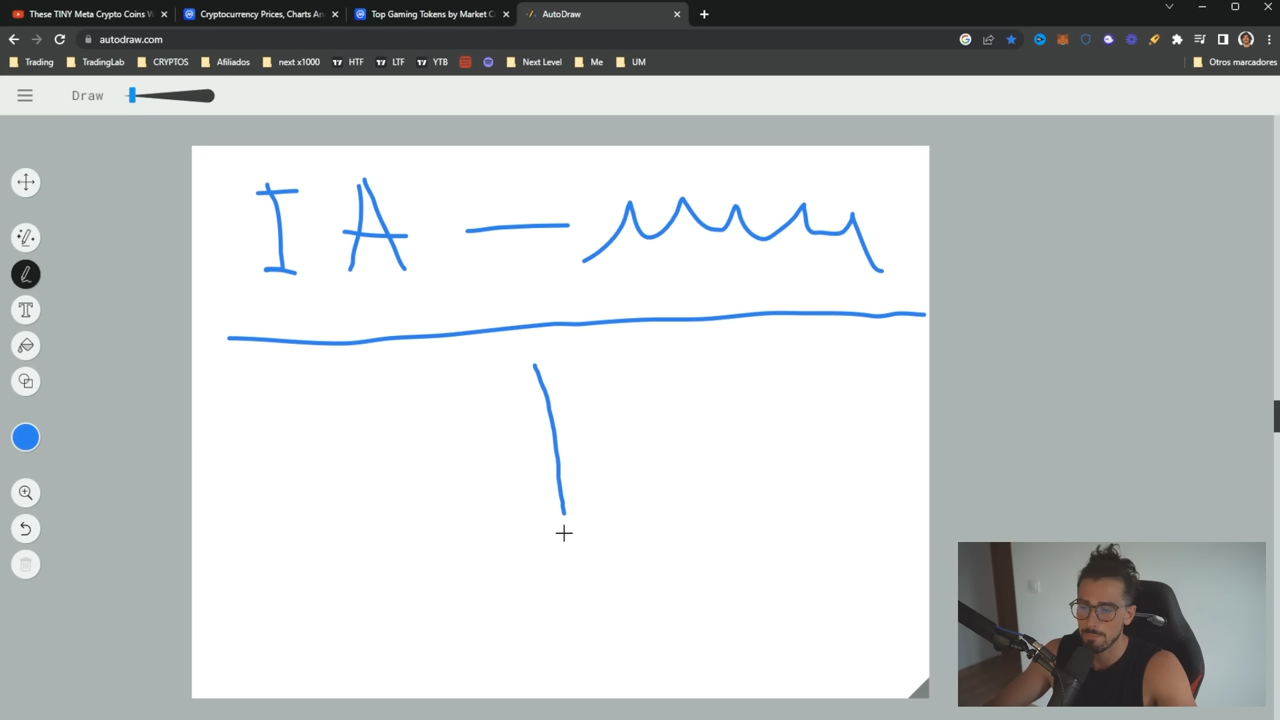 These TINY Meta Crypto Coins W
Cryptocurrency Prices, Charts An
Top Gaming Tokens by Market C
AutoDraw
autodraw.com
Trading TradingLab CRYPTOS Afiliados next x1000 HTF LTF YTB Next Level Me UM Otros marcadores
Draw
I A —